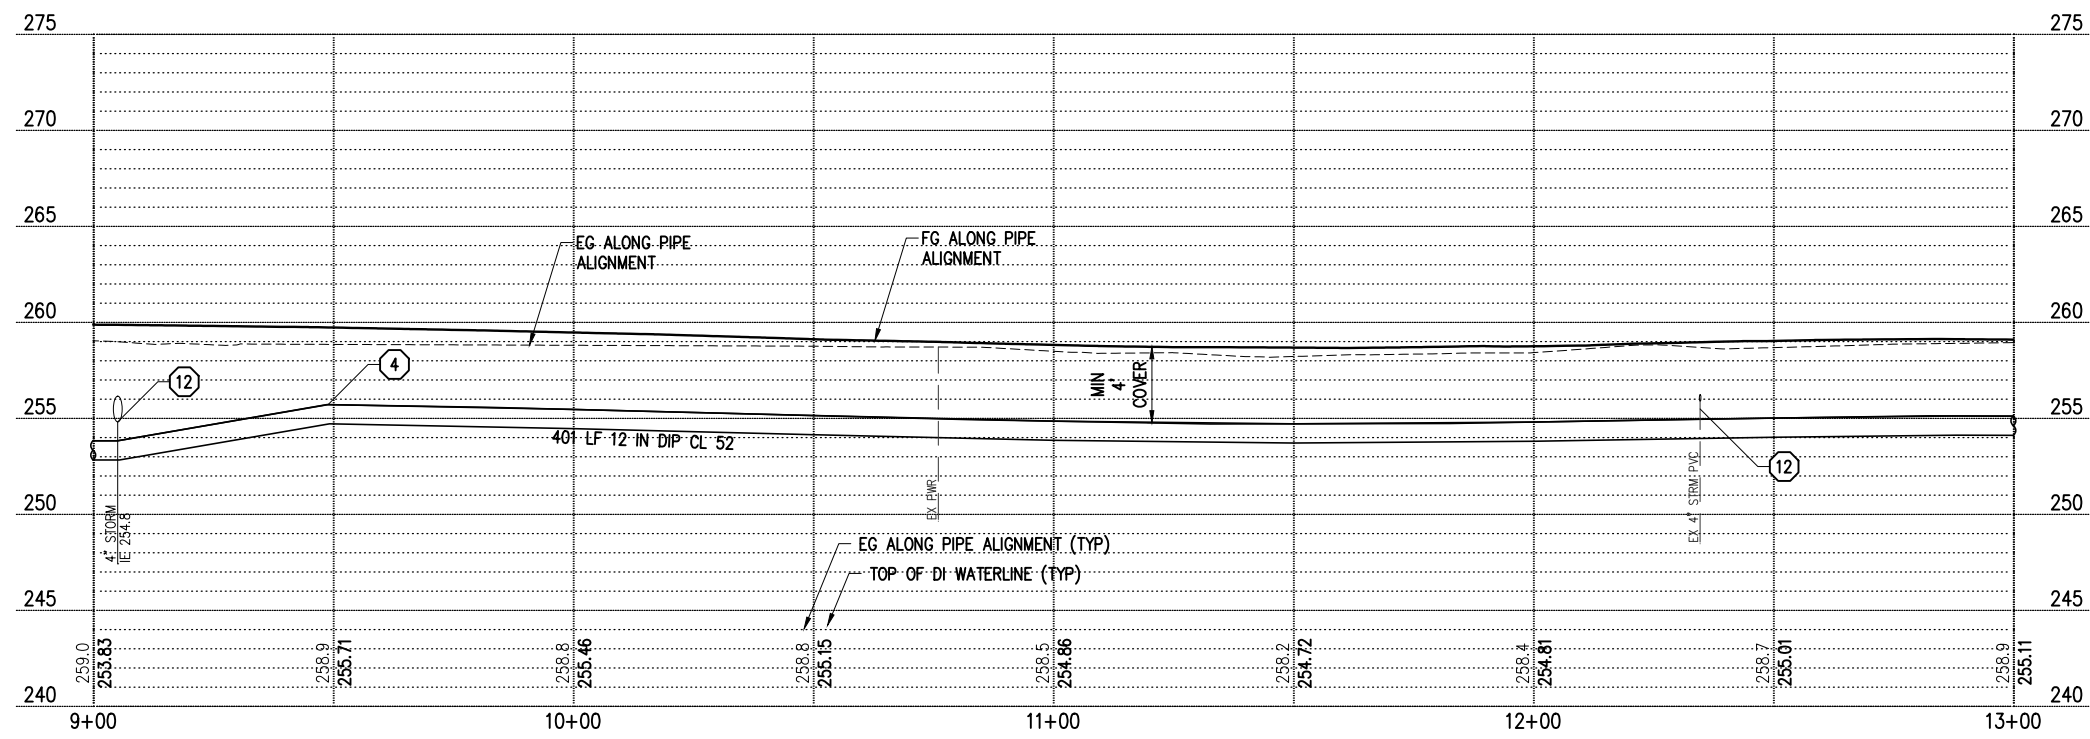 275 275
270 270
265 265
EG ALONG PIPE
ALIGNMENT
FG ALONG PIPE
ALIGNMENT
260 260
4
12
MIN
4'
COVER
255 255
401 LF 12 IN DIP CL 52
12
250 250
4" STORM
IE 254.8
EX PWR
EX 4" STRM PVC
EG ALONG PIPE ALIGNMENT (TYP)
TOP OF DI WATERLINE (TYP)
245 245
259.0
253.83
258.9
255.71
258.8
255.46
258.8
255.15
258.5
254.86
258.2
254.72
258.4
254.81
258.7
255.01
258.9
255.11
240 240
9+00 10+00 11+00 12+00 13+00